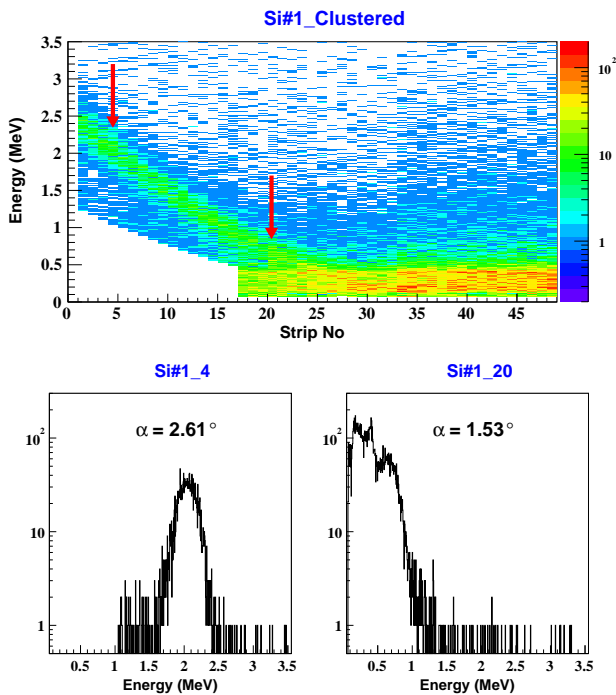 Si#1_Clustered
Energy (MeV)
3.5
3
2.5
2
1.5
1
0.5
0
0 5 10 15 20 25 30 35 40 45
Strip No
10²
10
1
Si#1_4
α = 2.61°
10²
10
1
0.5 1 1.5 2 2.5 3 3.5
Energy (MeV)
Si#1_20
α = 1.53°
10²
10
1
0.5 1 1.5 2 2.5 3 3.5
Energy (MeV)